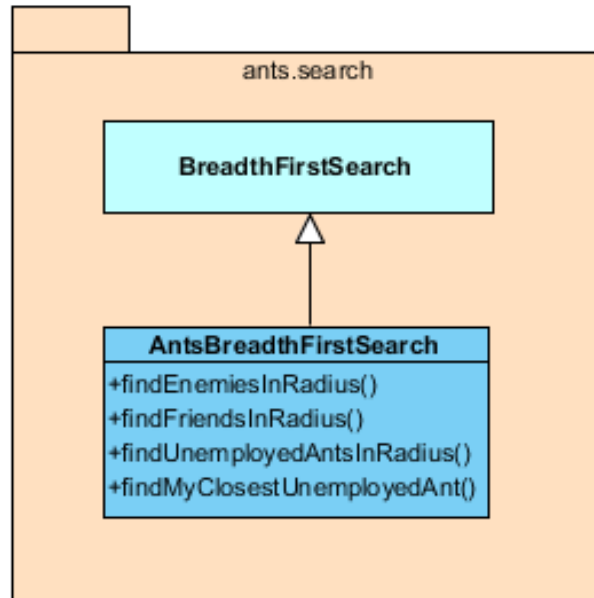 ants.search
BreadthFirstSearch
AntsBreadthFirstSearch
+findEnemiesInRadius()
+findFriendsInRadius()
+findUnemployedAntsInRadius()
+findMyClosestUnemployedAnt()